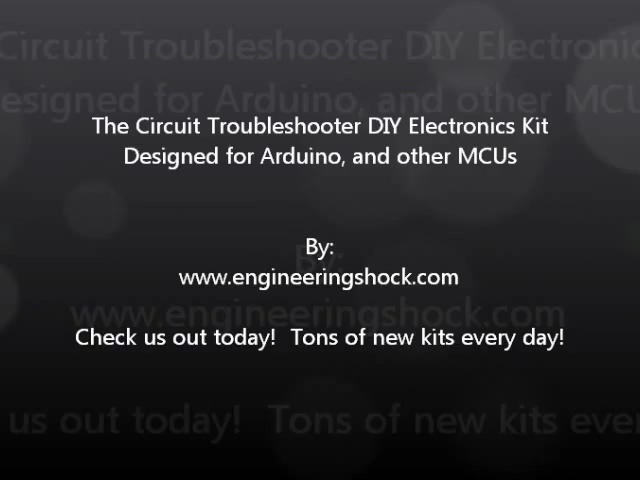 The Circuit Troubleshooter DIY Electronics Kit
Designed for Arduino, and other MCUs
By:
www.engineeringshock.com
Check us out today!  Tons of new kits every day!